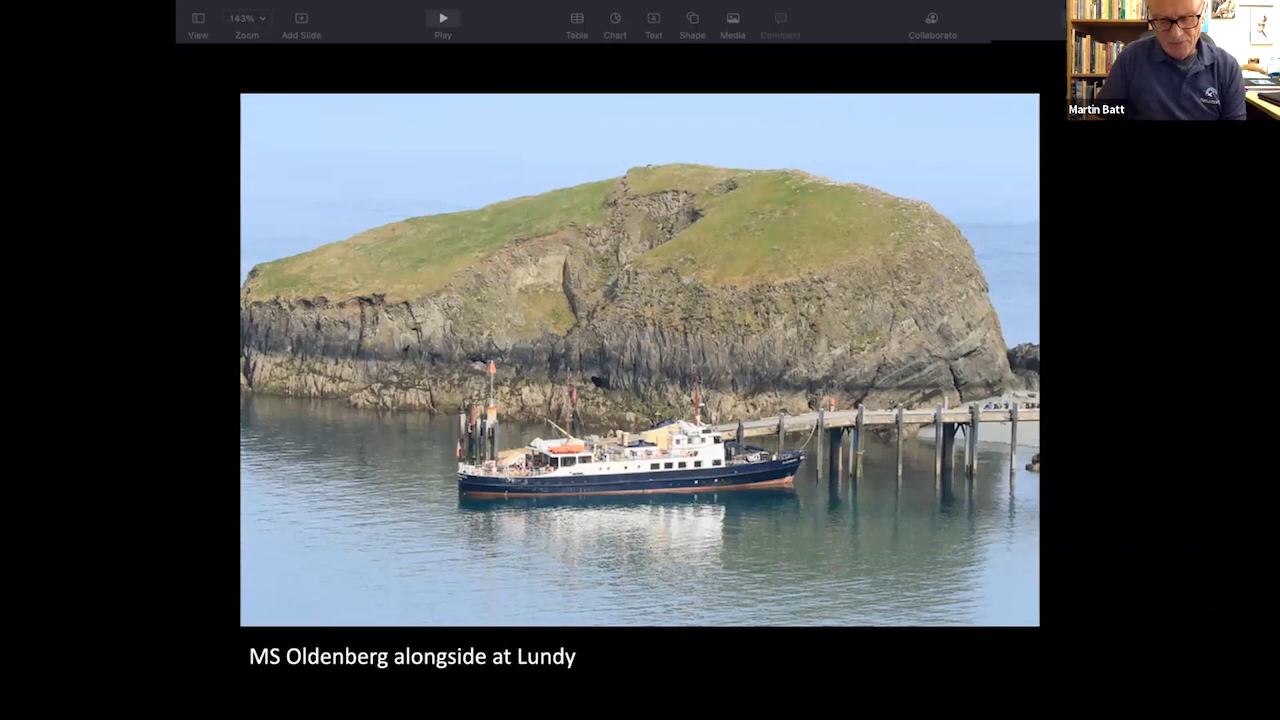 143%
View
Zoom
Add Slide
Play
Table
Chart
Text
Shape
Media
Comment
Collaborate
Martin Batt
MS Oldenberg alongside at Lundy